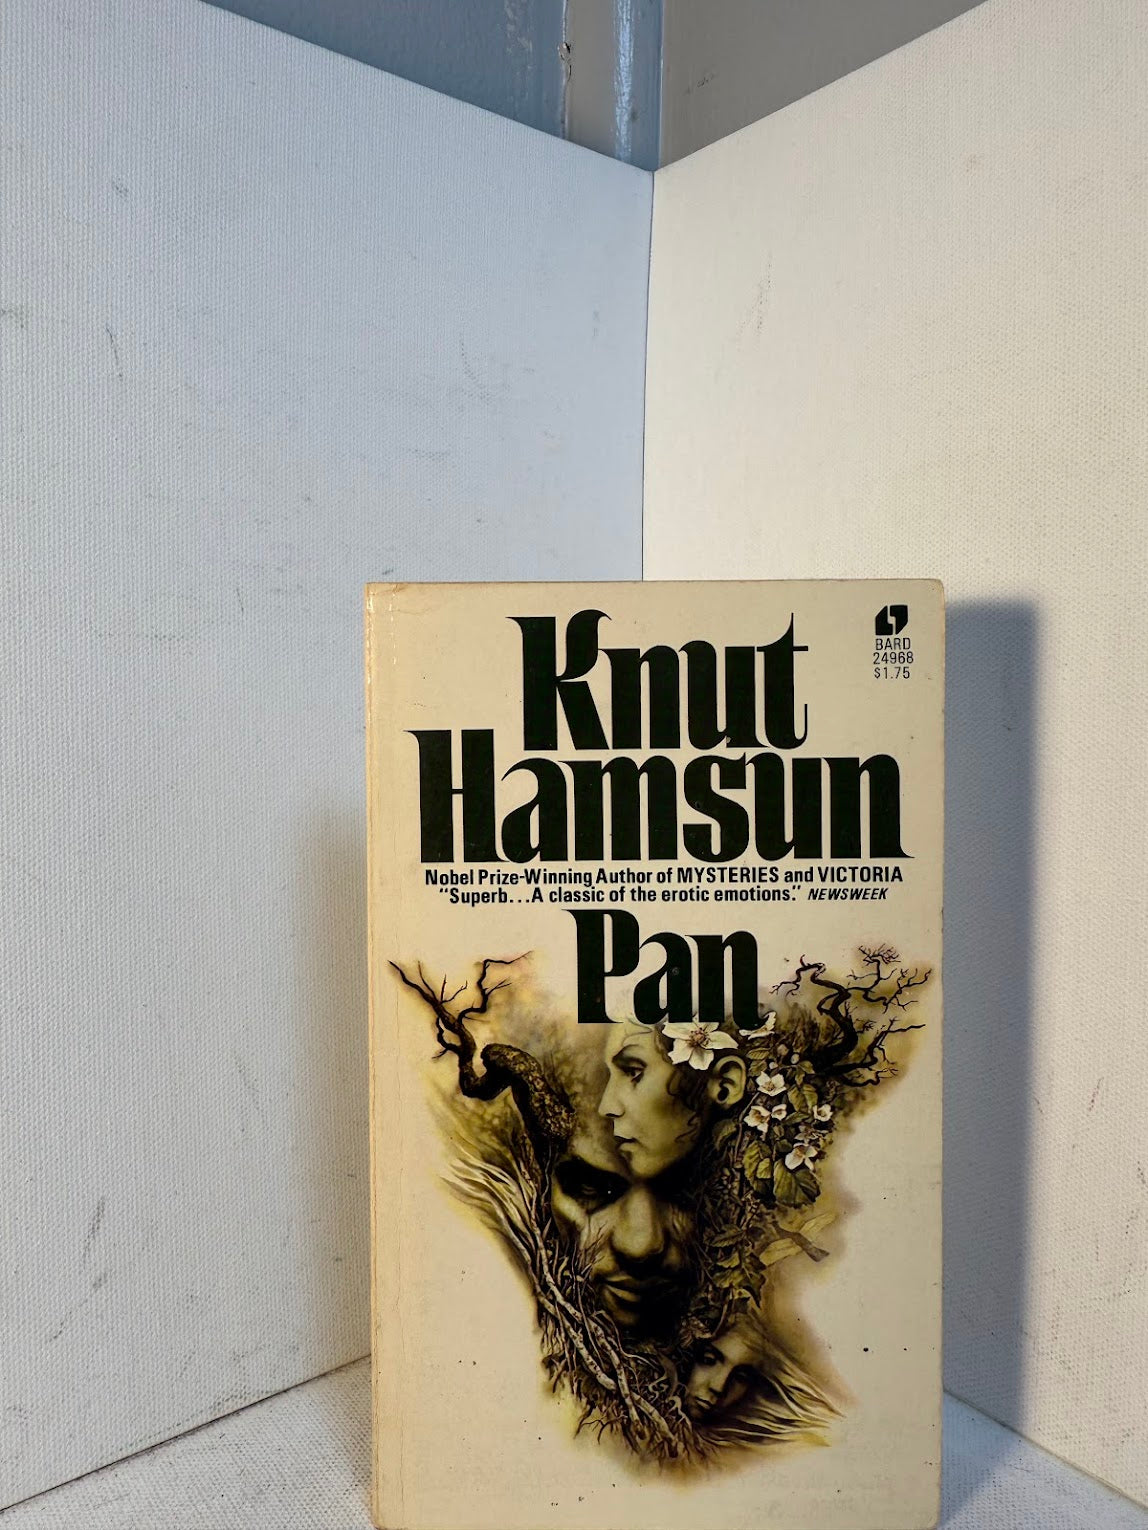 Knut
Hamsun
BARD
24968
$1.75
Nobel Prize-Winning Author of MYSTERIES and VICTORIA
“Superb...A classic of the erotic emotions.” NEWSWEEK
Pan